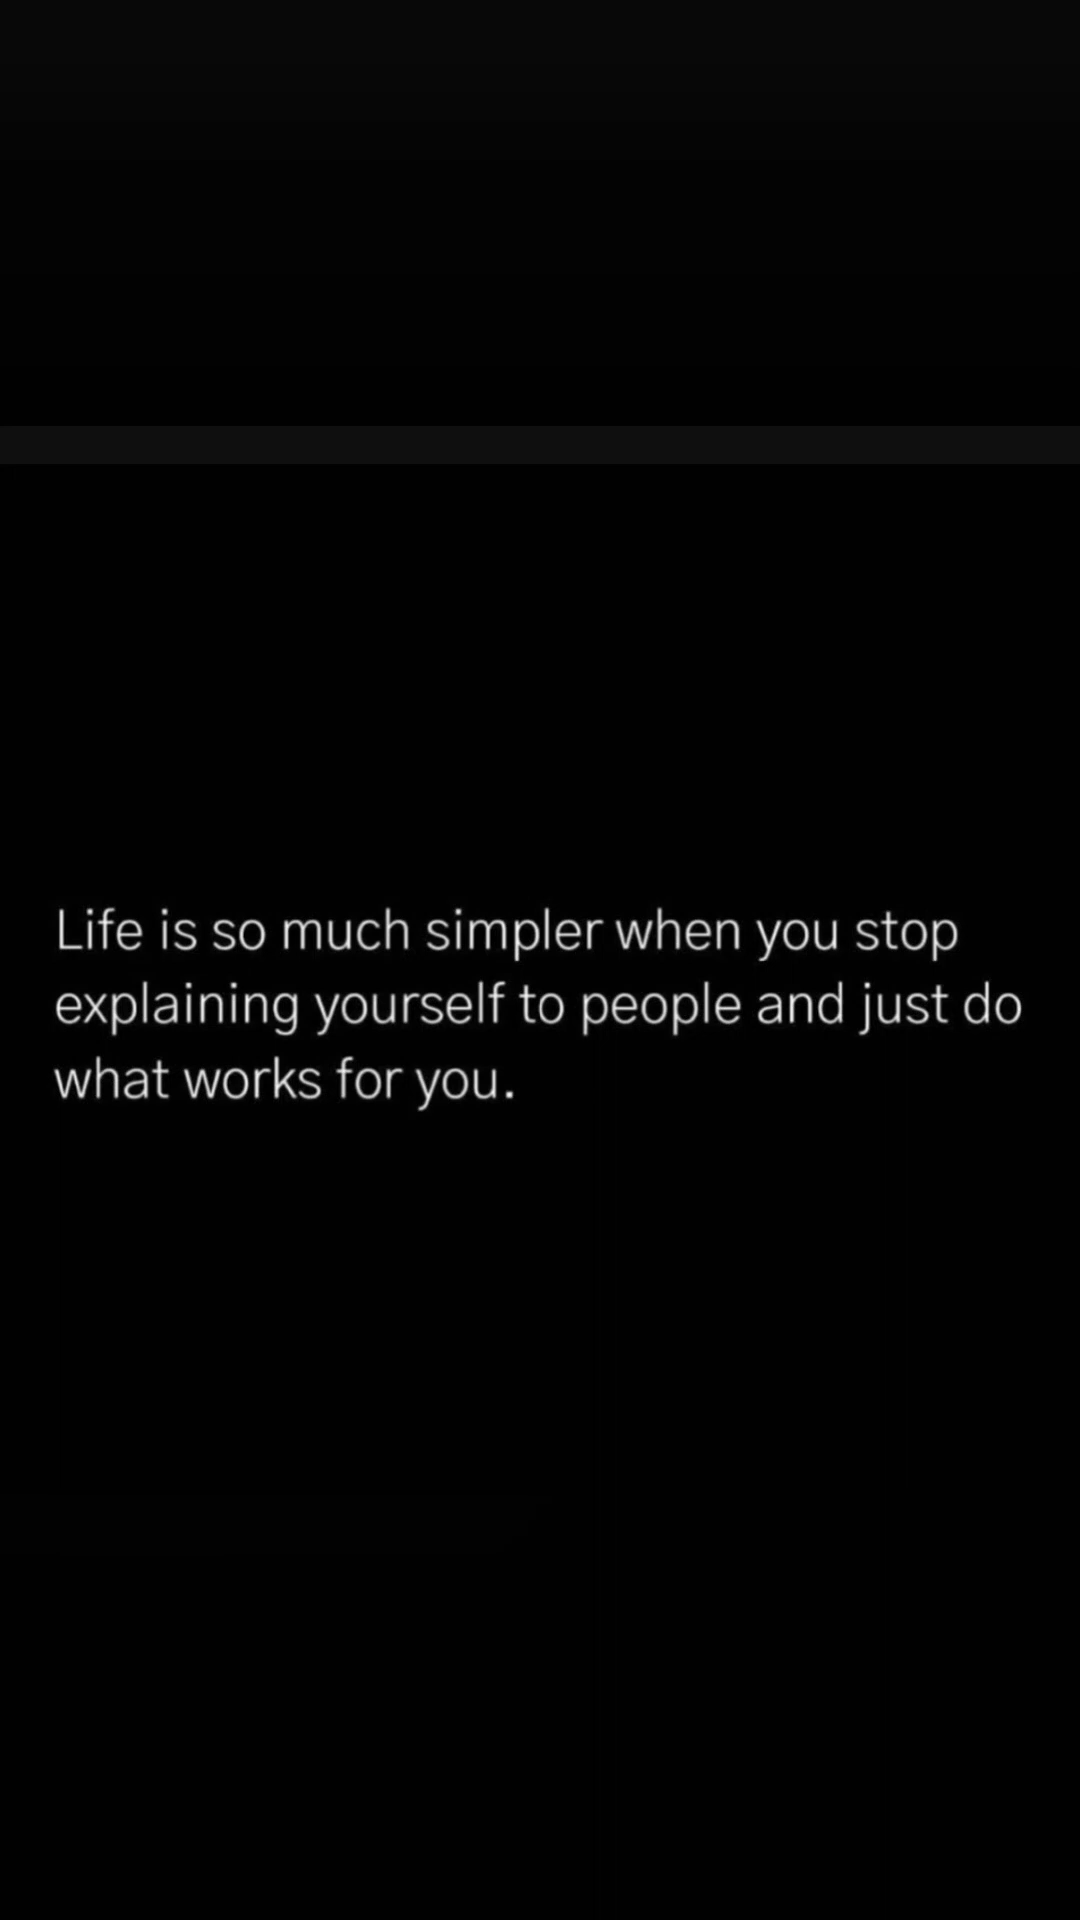 Life is so much simpler when you stop
explaining yourself to people and just do
what works for you.